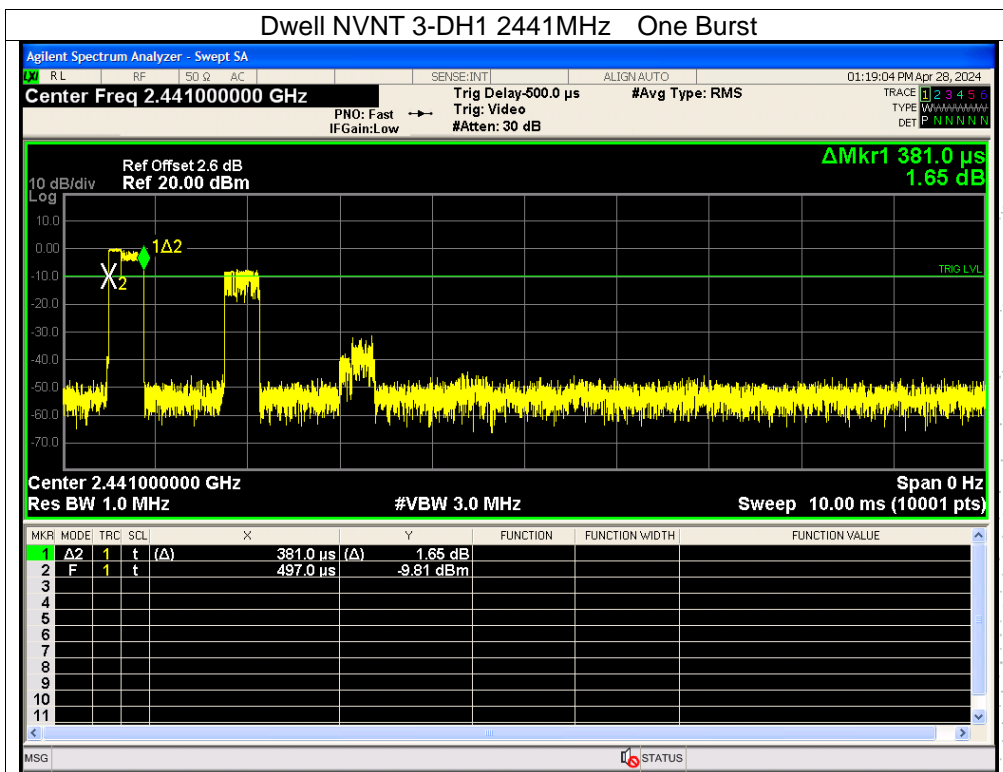 Dwell NVNT 3-DH1 2441MHz One Burst
Agilent Spectrum Analyzer - Swept SA
LXI RL RF 50 Ω AC SENSE:INT ALIGN AUTO 01:19:04 PM Apr 28, 2024
Center Freq 2.441000000 GHz Trig Delay-500.0 µs #Avg Type: RMS TRACE 1 2 3 4 5 6
PNO: Fast Trig: Video TYPE WWWWWW
IFGain:Low #Atten: 30 dB DET P N N N N N
ΔMkr1 381.0 µs
1.65 dB
Ref Offset 2.6 dB
10 dB/div Ref 20.00 dBm
Log
10.0
0.00
1Δ2
TRIG LVL
-10.0
X2
-20.0
-30.0
-40.0
-50.0
-60.0
-70.0
Center 2.441000000 GHz Span 0 Hz
Res BW 1.0 MHz #VBW 3.0 MHz Sweep 10.00 ms (10001 pts)
MKR MODE TRC SCL X Y FUNCTION FUNCTION WIDTH FUNCTION VALUE
1 Δ2 1 t (Δ) 381.0 µs (Δ) 1.65 dB
2 F 1 t 497.0 µs -9.81 dBm
3
4
5
6
7
8
9
10
11
MSG STATUS